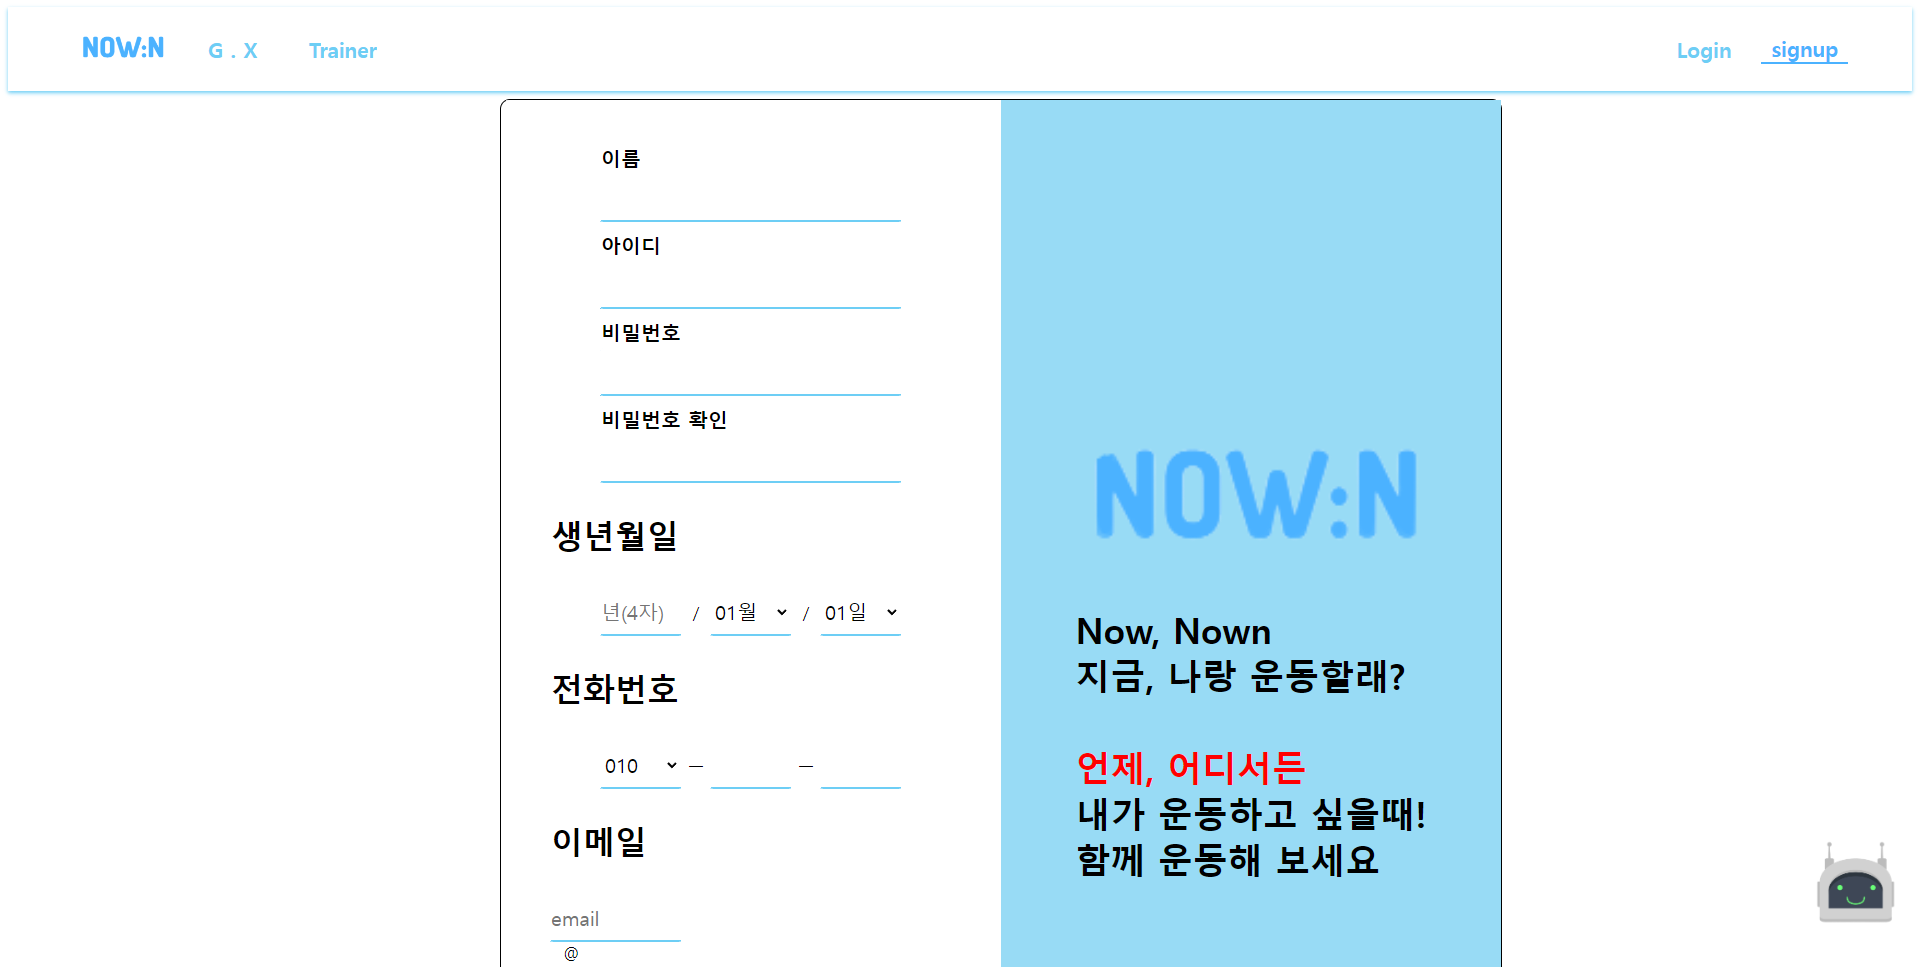 NOW:N
G . X
Trainer
Login
signup
이름
아이디
비밀번호
비밀번호 확인
생년월일
년(4자) / 01월 / 01일
전화번호
010 ─ ─
이메일
email
@
NOW:N
Now, Nown
지금, 나랑 운동할래?
언제, 어디서든
내가 운동하고 싶을때!
함께 운동해 보세요